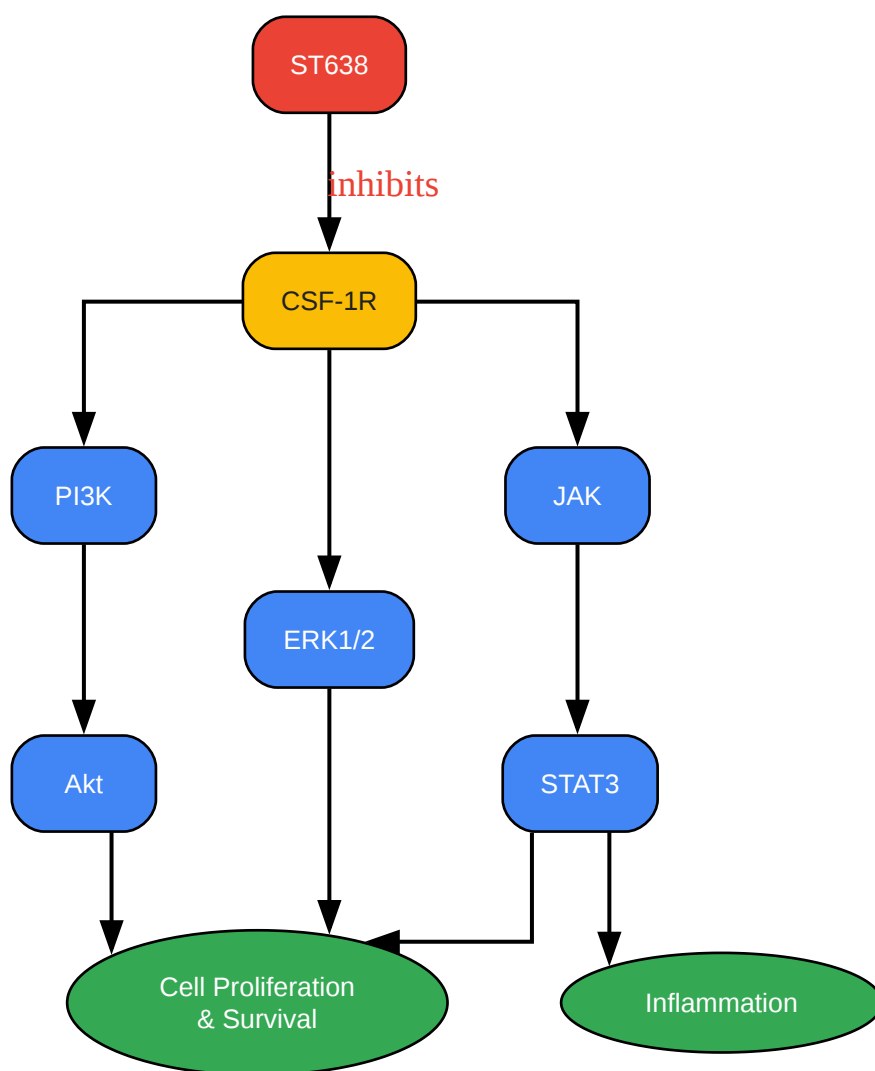 ST638
inhibits
CSF-1R
PI3K
JAK
ERK1/2
Akt
STAT3
Cell Proliferation
& Survival
Inflammation